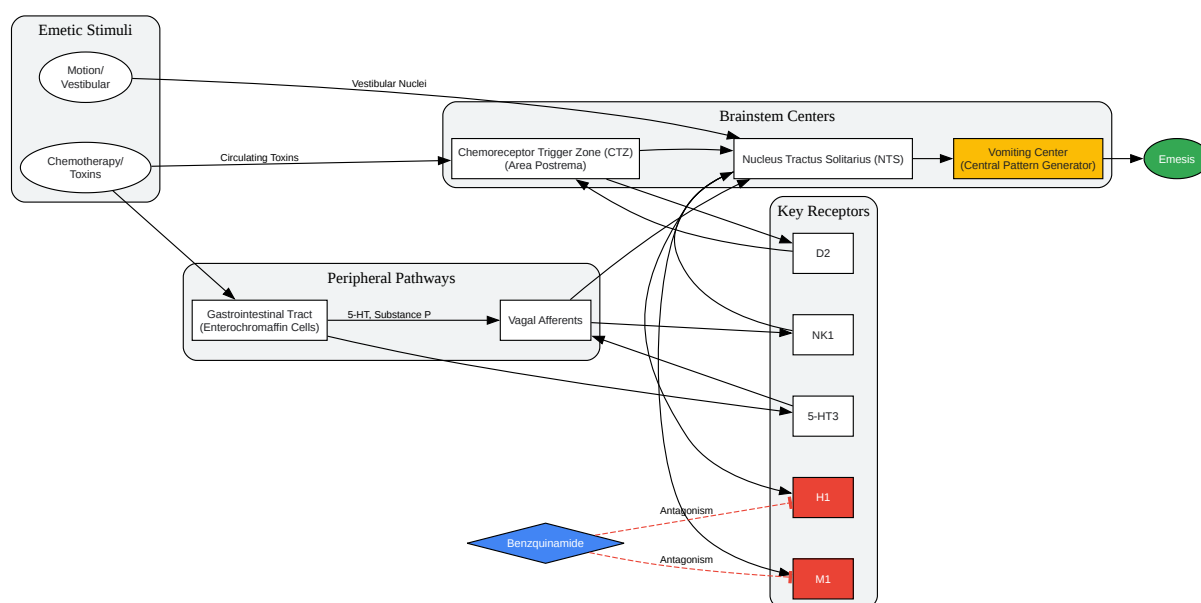 Emetic Stimuli
Motion/
Vestibular
Chemotherapy/
Toxins
Vestibular Nuclei
Circulating Toxins
Brainstem Centers
Chemoreceptor Trigger Zone (CTZ)
(Area Postrema)
Nucleus Tractus Solitarius (NTS)
Vomiting Center
(Central Pattern Generator)
Emesis
Key Receptors
D2
NK1
5-HT3
H1
M1
Peripheral Pathways
Gastrointestinal Tract
(Enterochromaffin Cells)
5-HT, Substance P
Vagal Afferents
Benzquinamide
Antagonism
Antagonism